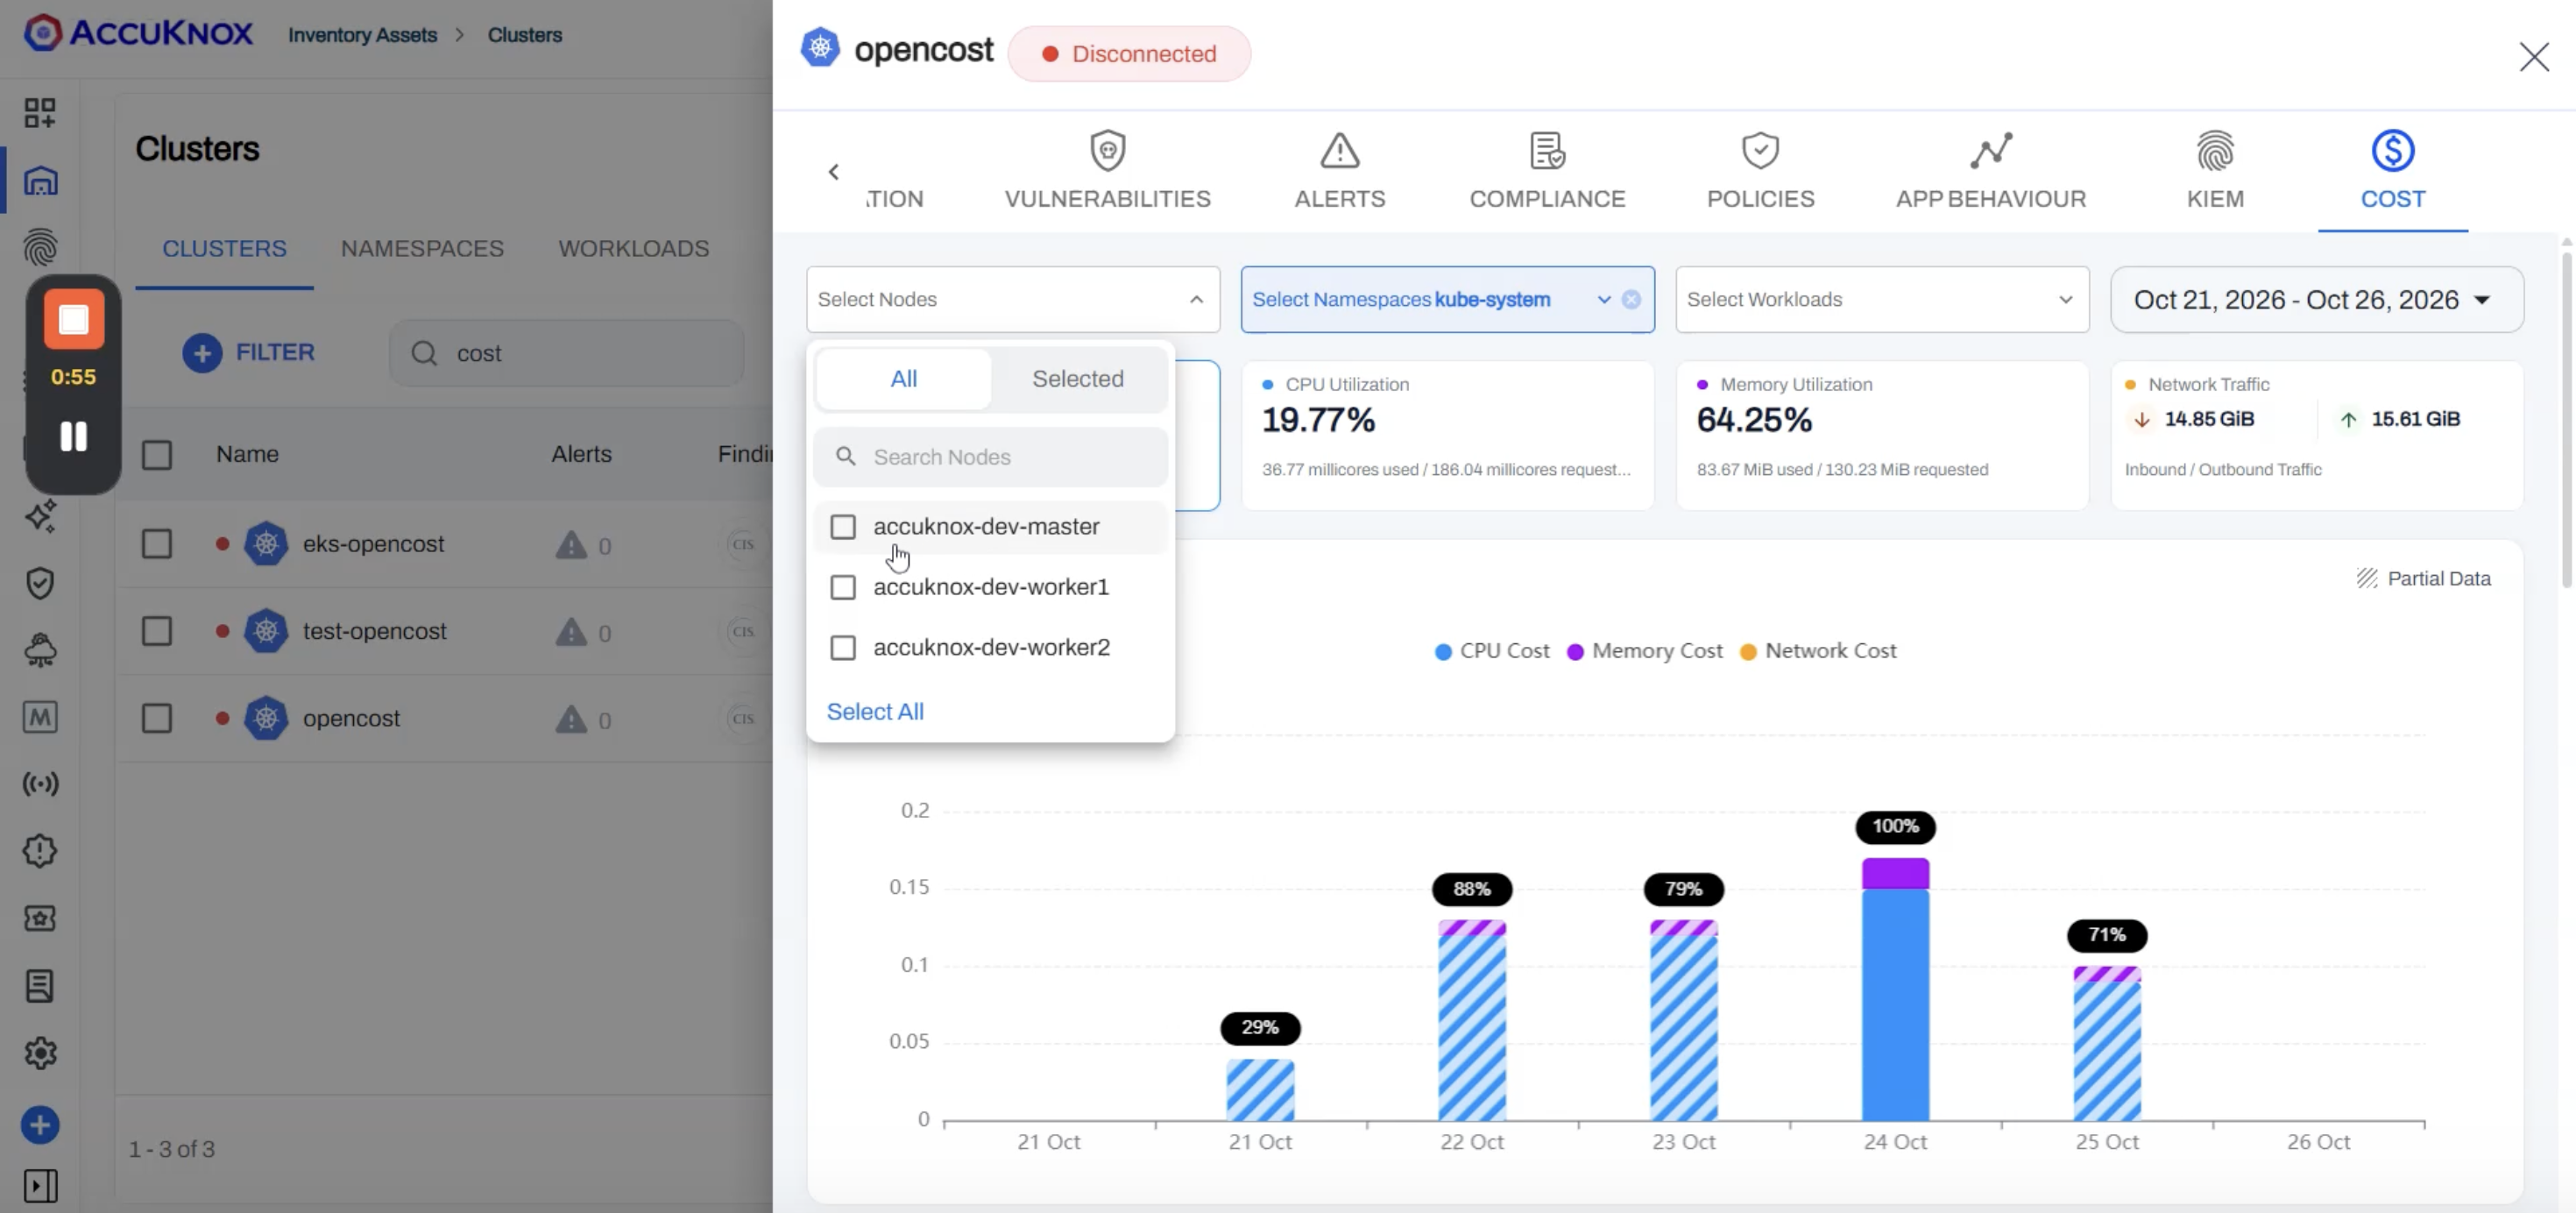 ACCUKNOX
Inventory Assets > Clusters
Clusters
CLUSTERS NAMESPACES WORKLOADS
FILTER
cost
0:55
Name Alerts Findi
eks-opencost 0 CIS
test-opencost 0 CIS
opencost 0 CIS
M
1 - 3 of 3
opencost Disconnected
TION VULNERABILITIES ALERTS COMPLIANCE POLICIES APP BEHAVIOUR KIEM COST
Select Nodes
Select Namespaces kube-system
Select Workloads
Oct 21, 2026 - Oct 26, 2026
All Selected
Search Nodes
accuknox-dev-master
accuknox-dev-worker1
accuknox-dev-worker2
Select All
CPU Utilization
19.77%
36.77 millicores used / 186.04 millicores request...
Memory Utilization
64.25%
83.67 MiB used / 130.23 MiB requested
Network Traffic
14.85 GiB 15.61 GiB
Inbound / Outbound Traffic
Partial Data
CPU Cost Memory Cost Network Cost
0.2
0.15
0.1
0.05
0
29%
88%
79%
100%
71%
21 Oct 21 Oct 22 Oct 23 Oct 24 Oct 25 Oct 26 Oct